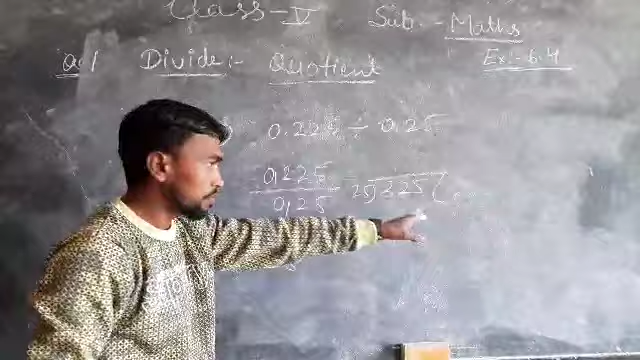 Class - V Sub. - Maths
Q.1 Divide:- Quotient Ex:- 6.4
0.225 ÷ 0.25
0.225
0.25